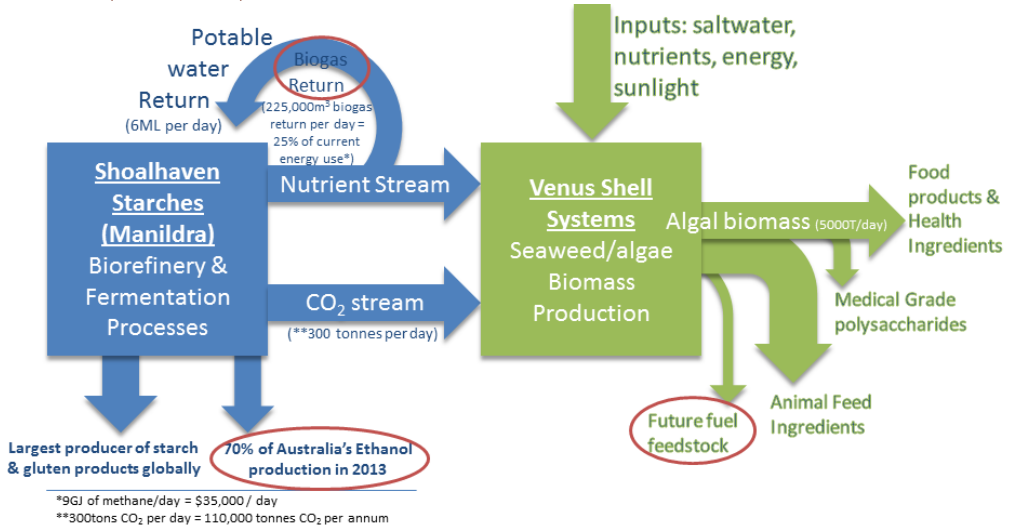 Potable
water
Return
(6ML per day)
Biogas
Return
(225,000m³ biogas
return per day =
25% of current
energy use*)
Inputs: saltwater,
nutrients, energy,
sunlight
Shoalhaven
Starches
(Manildra)
Biorefinery &
Fermentation
Processes
Nutrient Stream
CO₂ stream
(**300 tonnes per day)
Venus Shell
Systems
Seaweed/algae
Biomass
Production
Algal biomass (5000T/day)
Food
products &
Health
Ingredients
Medical Grade
polysaccharides
Animal Feed
Ingredients
Future fuel
feedstock
Largest producer of starch
& gluten products globally
70% of Australia's Ethanol
production in 2013
*9GJ of methane/day = $35,000 / day
**300tons CO₂ per day = 110,000 tonnes CO₂ per annum